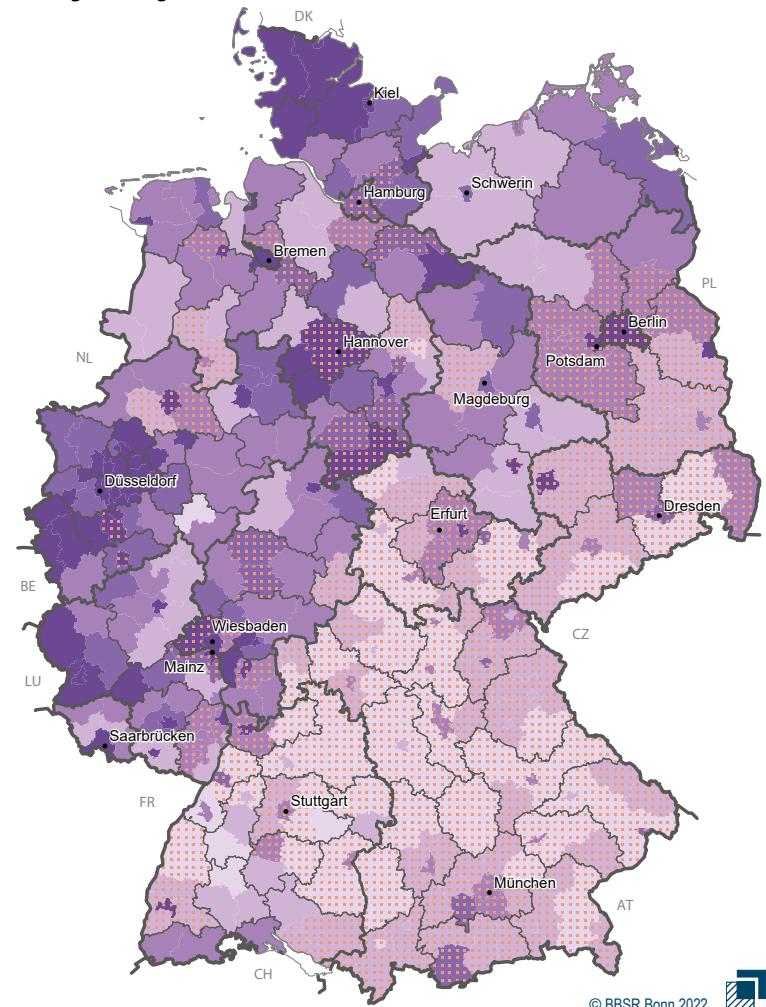 DK
Kiel
Hamburg
Schwerin
Bremen
PL
Berlin
Hannover
NL
Potsdam
Magdeburg
Düsseldorf
Dresden
Erfurt
BE
Wiesbaden
CZ
Mainz
LU
Saarbrücken
FR
Stuttgart
München
AT
CH
© BBSR Bonn 2022